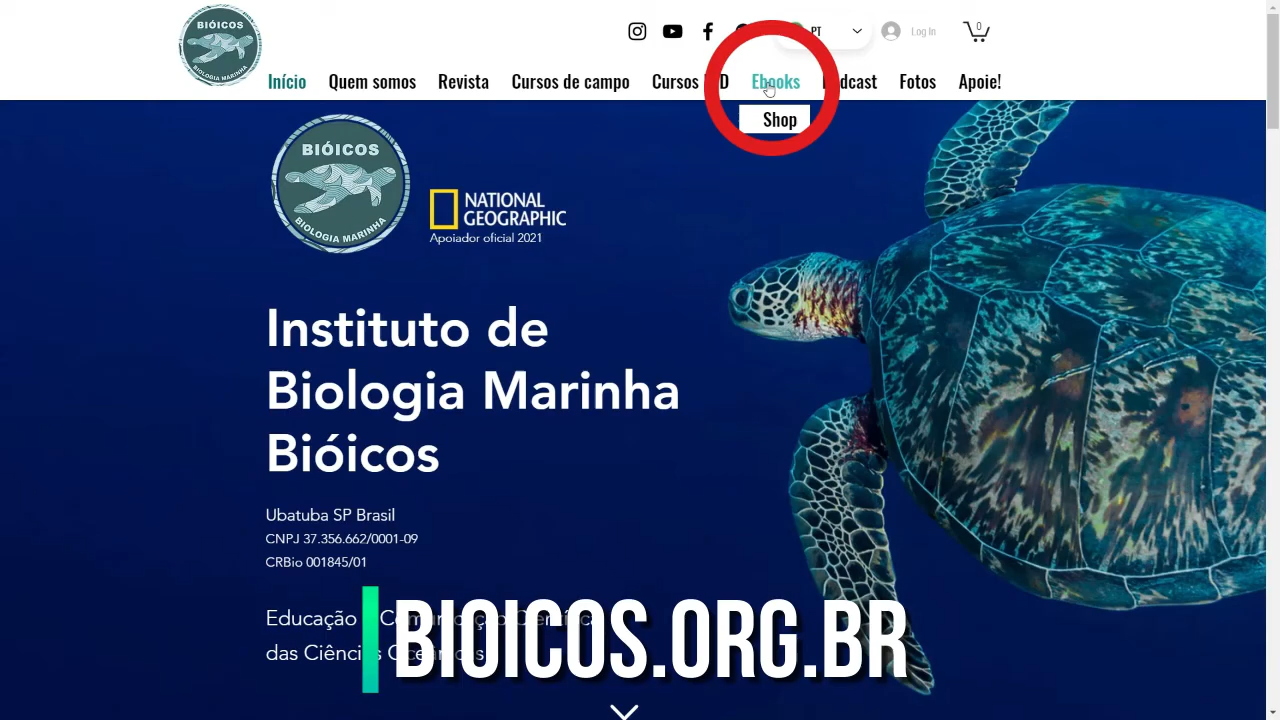 BIÓICOS
BIOLOGIA MARINHA
PT
Log In
0
Início
Quem somos
Revista
Cursos de campo
Cursos
Ebooks
Fotos
Apoie!
Shop
BIÓICOS
BIOLOGIA MARINHA
NATIONAL
GEOGRAPHIC
Apoiador oficial 2021
Instituto de
Biologia Marinha
Bióicos
Ubatuba SP Brasil
CNPJ 37.356.662/0001-09
CRBio 001845/01
Educação
das
BIOICOS.ORG.BR